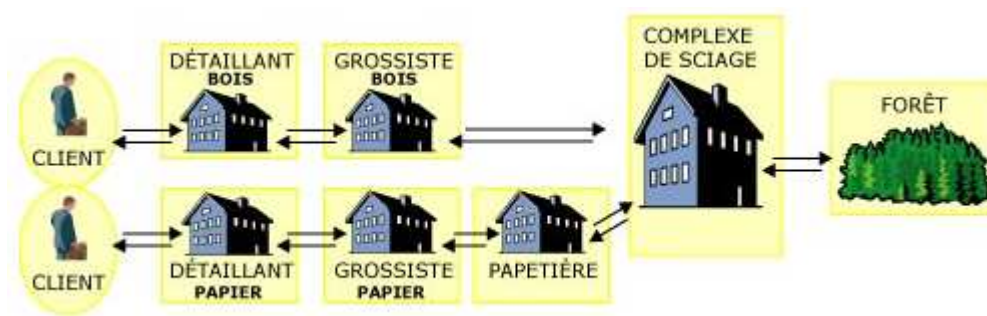 DÉTAILLANT
BOIS
GROSSISTE
BOIS
COMPLEXE
DE SCIAGE
FORÊT
CLIENT
CLIENT
DÉTAILLANT
PAPIER
GROSSISTE
PAPIER
PAPETIÈRE